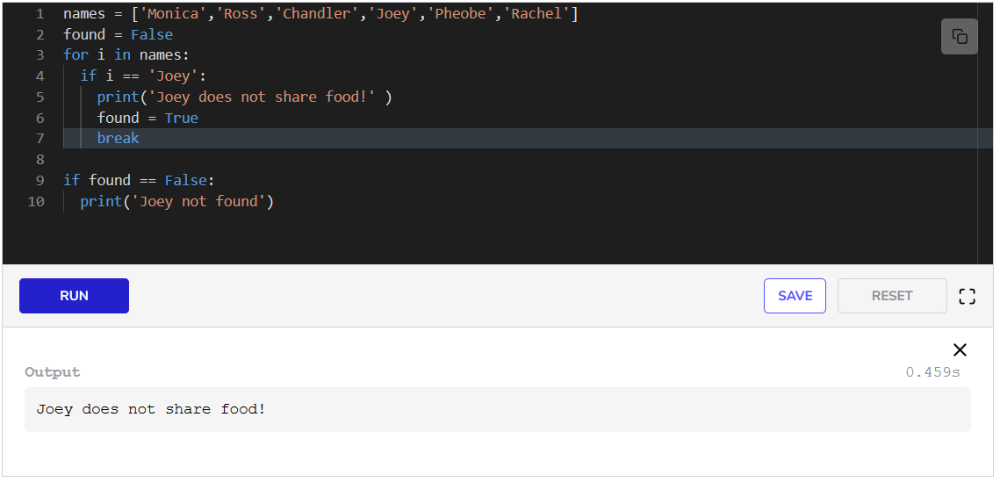 1 names = ['Monica','Ross','Chandler','Joey','Pheobe','Rachel']
2 found = False
3 for i in names:
4   if i == 'Joey':
5     print('Joey does not share food!' )
6     found = True
7     break
8
9 if found == False:
10   print('Joey not found')
RUN SAVE RESET
Output 0.459s
Joey does not share food!